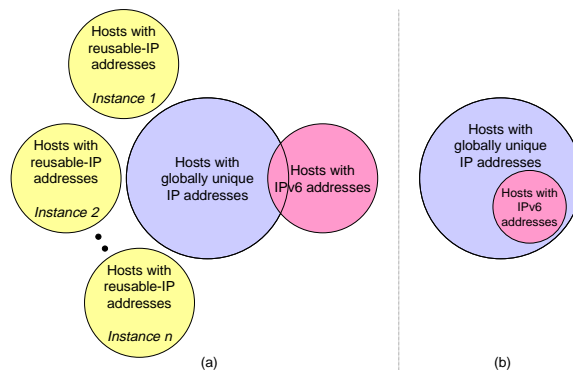 Hosts with
reusable-IP
addresses
Instance 1
Hosts with
reusable-IP
addresses
Instance 2
Hosts with
reusable-IP
addresses
Instance n
Hosts with
globally unique
IP addresses
Hosts with
IPv6 addresses
(a)
Hosts with
globally unique
IP addresses
Hosts with
IPv6
addresses
(b)